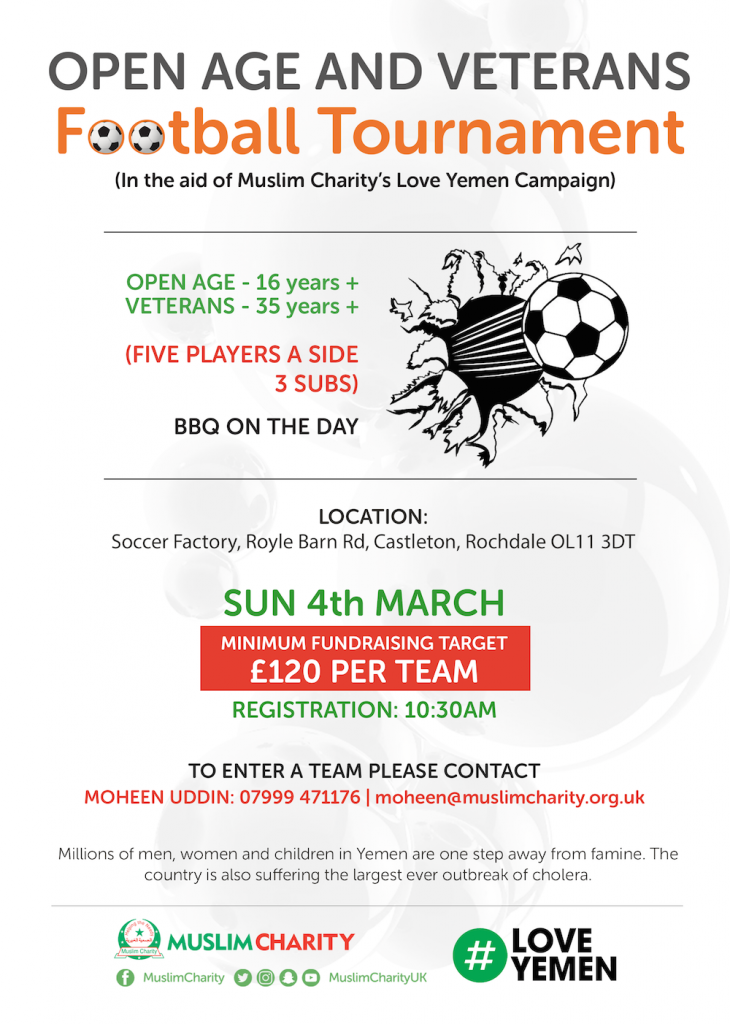 OPEN AGE AND VETERANS
Football Tournament
(In the aid of Muslim Charity's Love Yemen Campaign)
OPEN AGE - 16 years +
VETERANS - 35 years +
(FIVE PLAYERS A SIDE
3 SUBS)
BBQ ON THE DAY
LOCATION:
Soccer Factory, Royle Barn Rd, Castleton, Rochdale OL11 3DT
SUN 4th MARCH
MINIMUM FUNDRAISING TARGET
£120 PER TEAM
REGISTRATION: 10:30AM
TO ENTER A TEAM PLEASE CONTACT
MOHEEN UDDIN: 07999 471176 | moheen@muslimcharity.org.uk
Millions of men, women and children in Yemen are one step away from famine. The
country is also suffering the largest ever outbreak of cholera.
Muslim Charity
MUSLIM CHARITY
MuslimCharity MuslimCharityUK
# LOVE
YEMEN